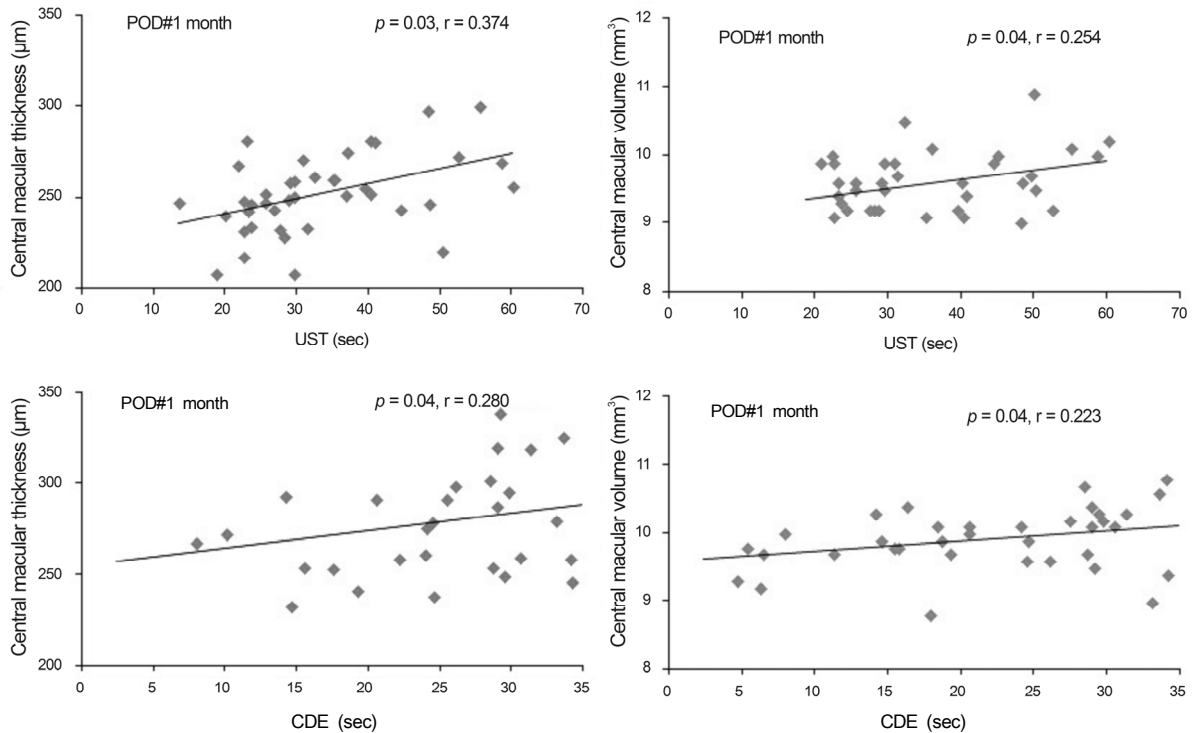 350
300
250
200
Central macular thickness (μm)
POD#1 month
p = 0.03, r = 0.374
0 10 20 30 40 50 60 70
UST (sec)
12
11
10
9
8
Central macular volume (mm³)
POD#1 month
p = 0.04, r = 0.254
0 10 20 30 40 50 60 70
UST (sec)
350
300
250
200
Central macular thickness (μm)
POD#1 month
p = 0.04, r = 0.280
0 5 10 15 20 25 30 35
CDE (sec)
12
11
10
9
8
Central macular volume (mm³)
POD#1 month
p = 0.04, r = 0.223
0 5 10 15 20 25 30 35
CDE (sec)